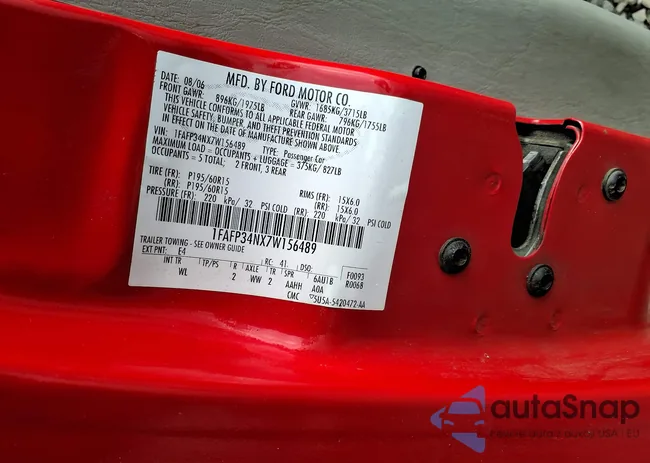 MFD. BY FORD MOTOR CO.
DATE: 08/06 GVWR: 1685KG/3715LB
FRONT GAWR: 896KG/1975LB REAR GAWR: 796KG/1755LB
THIS VEHICLE CONFORMS TO ALL APPLICABLE FEDERAL MOTOR
VEHICLE SAFETY, BUMPER, AND THEFT PREVENTION STANDARDS
IN EFFECT ON THE DATE OF MANUFACTURE SHOWN ABOVE.
VIN: 1FAFP34NX7W156489 TYPE: Passenger Car
MAXIMUM LOAD = OCCUPANTS + LUGGAGE = 375KG/ 827LB
OCCUPANTS = 5 TOTAL; 2 FRONT, 3 REAR
TIRE (FR): P195/60R15 RIMS (FR): 15X6.0
(RR): P195/60R15 (RR): 15X6.0
PRESSURE (FR): 220 kPa/ 32 PSI COLD (RR): 220 kPa/ 32 PSI COLD
1FAFP34NX7W156489
TRAILER TOWING - SEE OWNER GUIDE
EXT PNT: E4 RC: 41 DSO: F0093
R006B
INT TR TP/PS R AXLE TR SPR 6AU1B
WL 2 WW 2 AAHH A0A
CMC 5U5A-5420472-AA
autoSnap